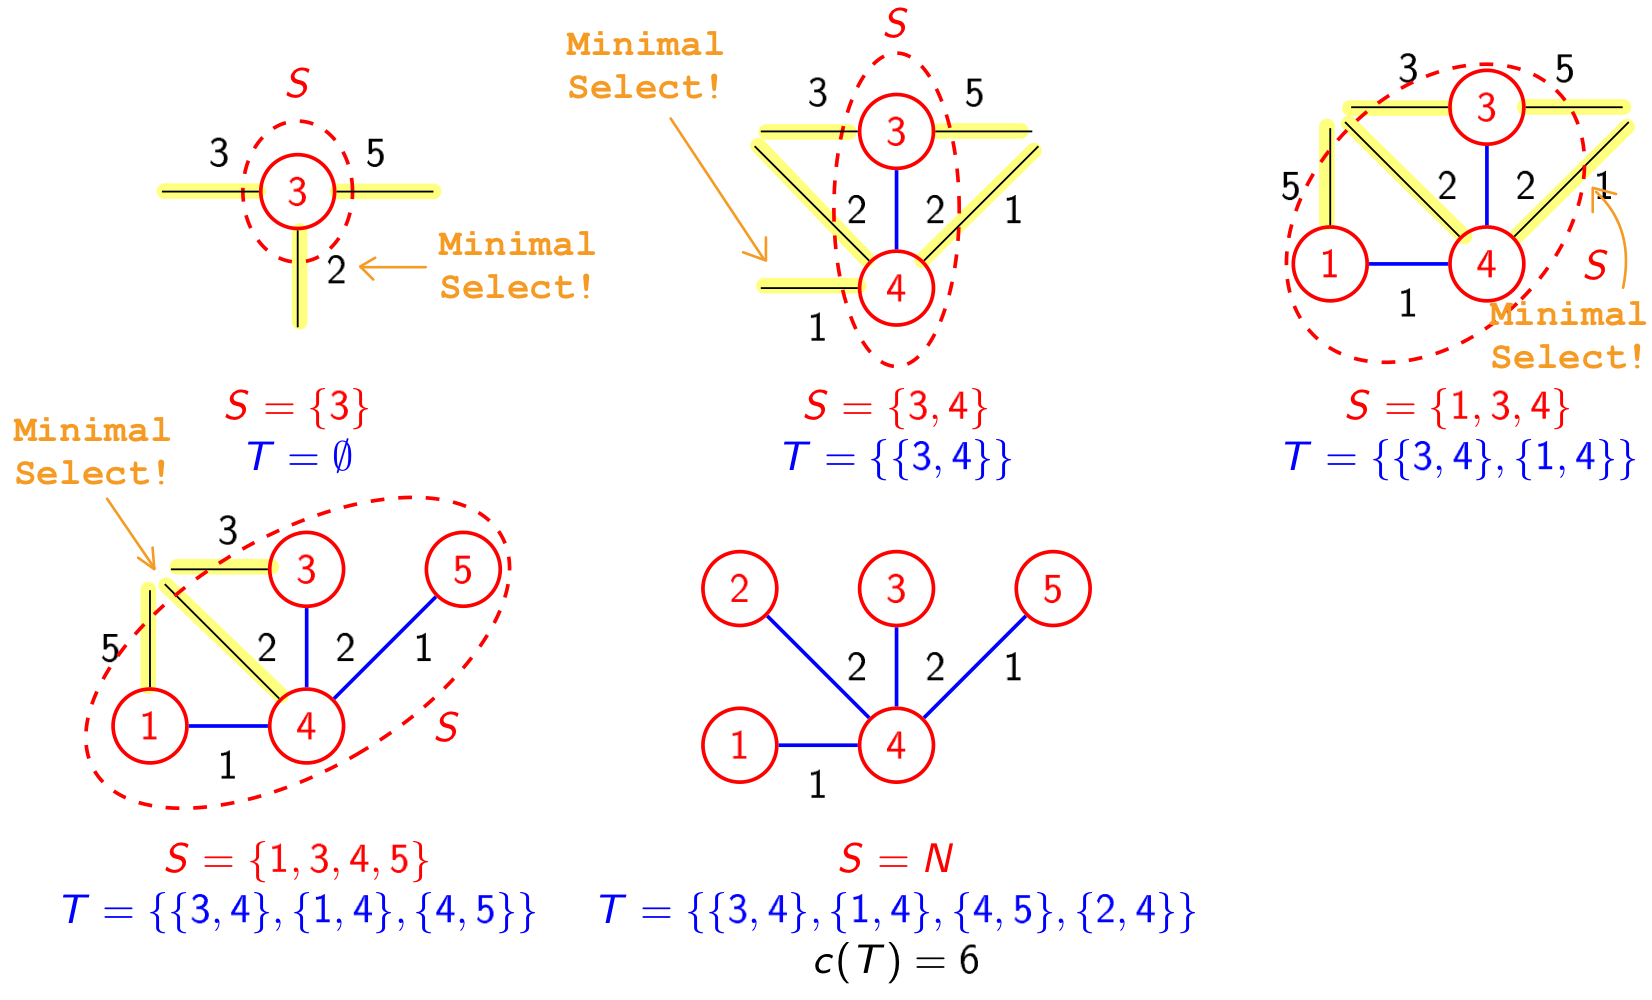 S
3
5
3
2
Minimal
Select!
S = {3}
T = ∅
Minimal
Select!
S
3
5
3
2
2
1
4
1
S = {3, 4}
T = {{3, 4}}
3
5
3
5
2
2
1
1
4
S
1
Minimal
Select!
S = {1, 3, 4}
T = {{3, 4}, {1, 4}}
Minimal
Select!
3
3
5
5
2
2
1
1
4
S
1
S = {1, 3, 4, 5}
T = {{3, 4}, {1, 4}, {4, 5}}
2
3
5
2
2
1
1
4
1
S = N
T = {{3, 4}, {1, 4}, {4, 5}, {2, 4}}
c(T) = 6